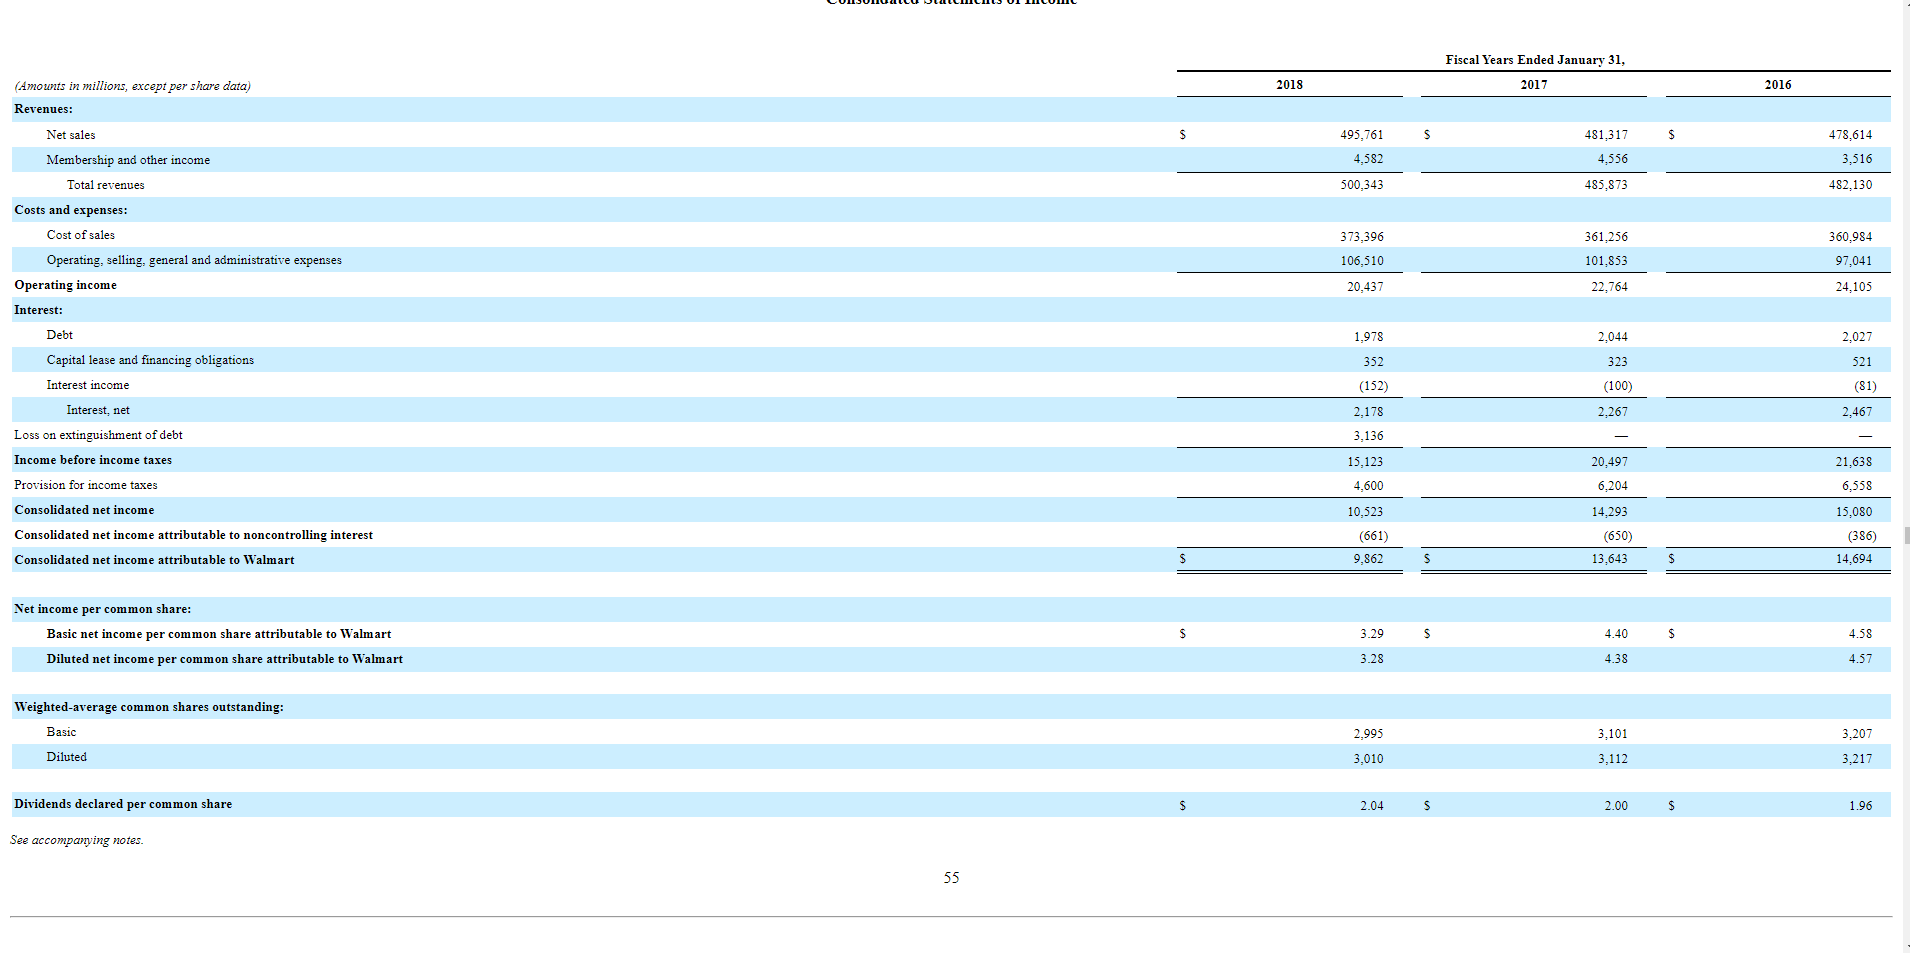 Consolidated Statements of Income
Fiscal Years Ended January 31,
(Amounts in millions, except per share data) 2018 2017 2016
Revenues:
Net sales $ 495,761 $ 481,317 $ 478,614
Membership and other income 4,582 4,556 3,516
Total revenues 500,343 485,873 482,130
Costs and expenses:
Cost of sales 373,396 361,256 360,984
Operating, selling, general and administrative expenses 106,510 101,853 97,041
Operating income 20,437 22,764 24,105
Interest:
Debt 1,978 2,044 2,027
Capital lease and financing obligations 352 323 521
Interest income (152) (100) (81)
Interest, net 2,178 2,267 2,467
Loss on extinguishment of debt 3,136 — —
Income before income taxes 15,123 20,497 21,638
Provision for income taxes 4,600 6,204 6,558
Consolidated net income 10,523 14,293 15,080
Consolidated net income attributable to noncontrolling interest (661) (650) (386)
Consolidated net income attributable to Walmart $ 9,862 $ 13,643 $ 14,694
Net income per common share:
Basic net income per common share attributable to Walmart $ 3.29 $ 4.40 $ 4.58
Diluted net income per common share attributable to Walmart 3.28 4.38 4.57
Weighted-average common shares outstanding:
Basic 2,995 3,101 3,207
Diluted 3,010 3,112 3,217
Dividends declared per common share $ 2.04 $ 2.00 $ 1.96
See accompanying notes.
55